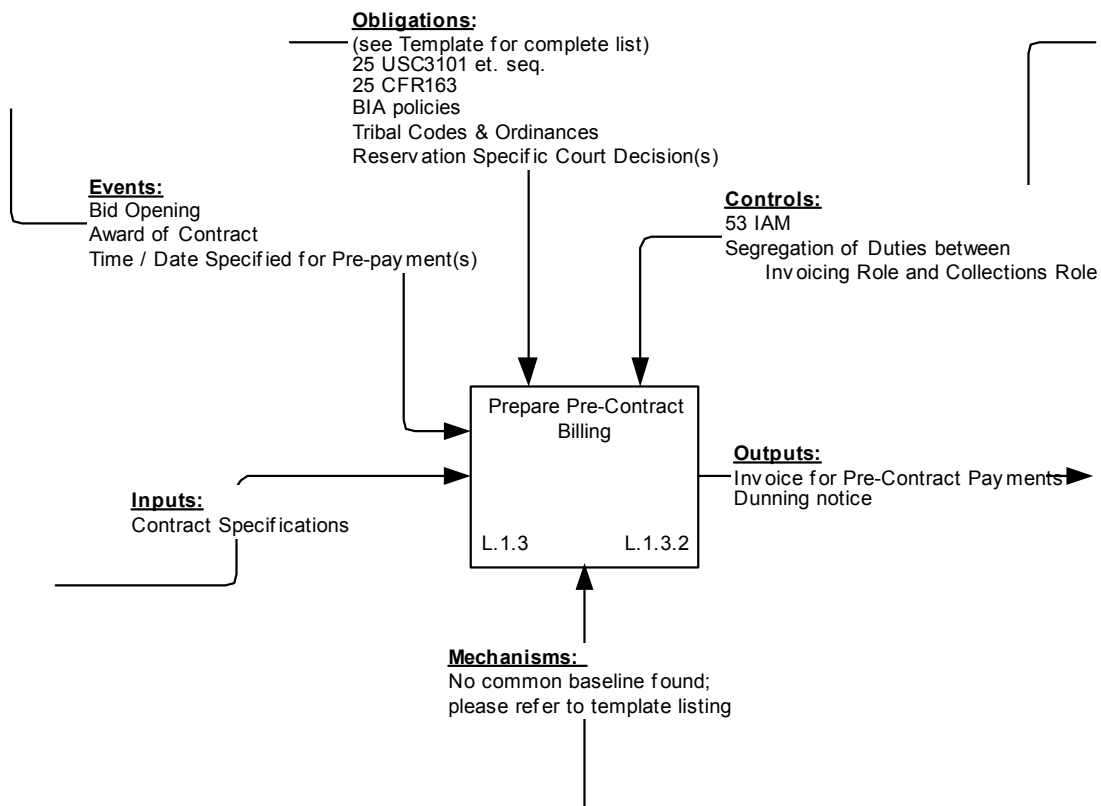 Obligations:
(see Template for complete list)
25 USC3101 et. seq.
25 CFR163
BIA policies
Tribal Codes & Ordinances
Reservation Specific Court Decision(s)
Events:
Bid Opening
Award of Contract
Time / Date Specified for Pre-payment(s)
Controls:
53 IAM
Segregation of Duties between
Invoicing Role and Collections Role
Prepare Pre-Contract
Billing
L.1.3 L.1.3.2
Inputs:
Contract Specifications
Outputs:
Invoice for Pre-Contract Payments
Dunning notice
Mechanisms:
No common baseline found;
please refer to template listing